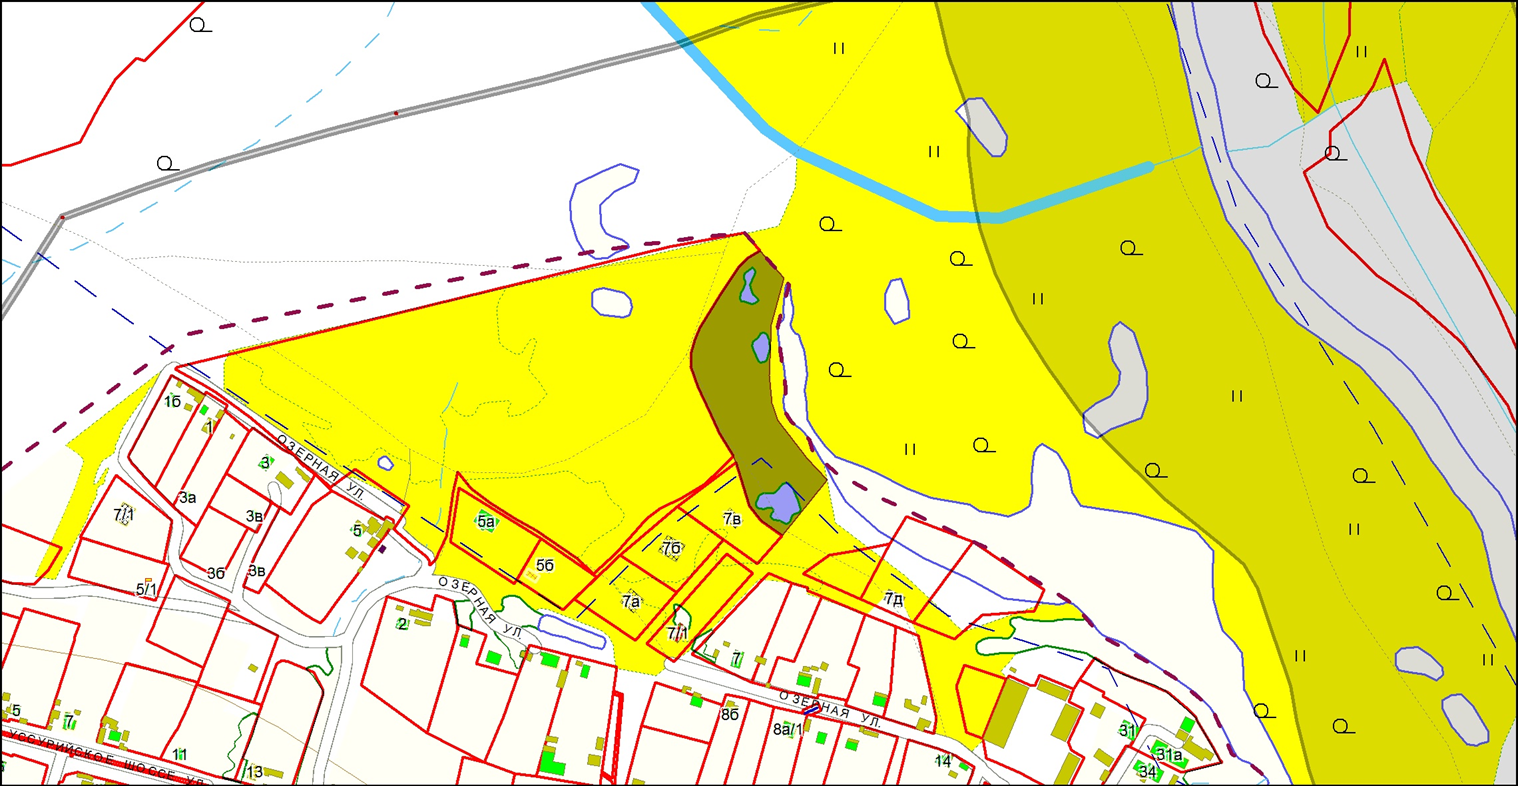 1б
1
3
3а
3в
7/1
5
3б
3в
5/1
ОЗЕРНАЯ УЛ.
5а
5б
7в
7б
7а
7д
7/1
7
2
ОЗЕРНАЯ УЛ.
ОЗЕРНАЯ УЛ.
8б
8а/1
14
31
31а
34
5
7
11
13
УССУРИЙСКОЕ ШОССЕ УЛ.